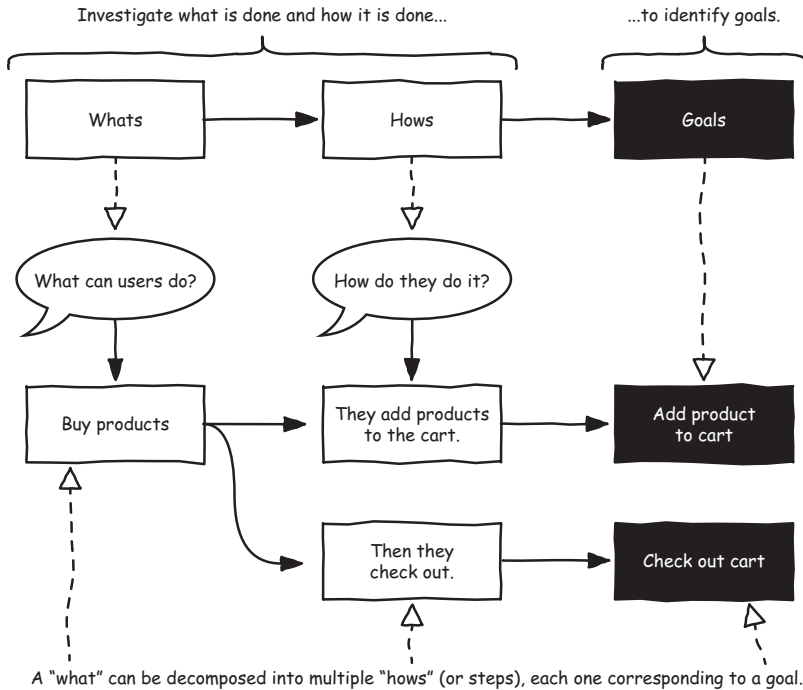 Investigate what is done and how it is done...
...to identify goals.
Whats
Hows
Goals
What can users do?
How do they do it?
Buy products
They add products
to the cart.
Add product
to cart
Then they
check out.
Check out cart
A “what” can be decomposed into multiple “hows” (or steps), each one corresponding to a goal.